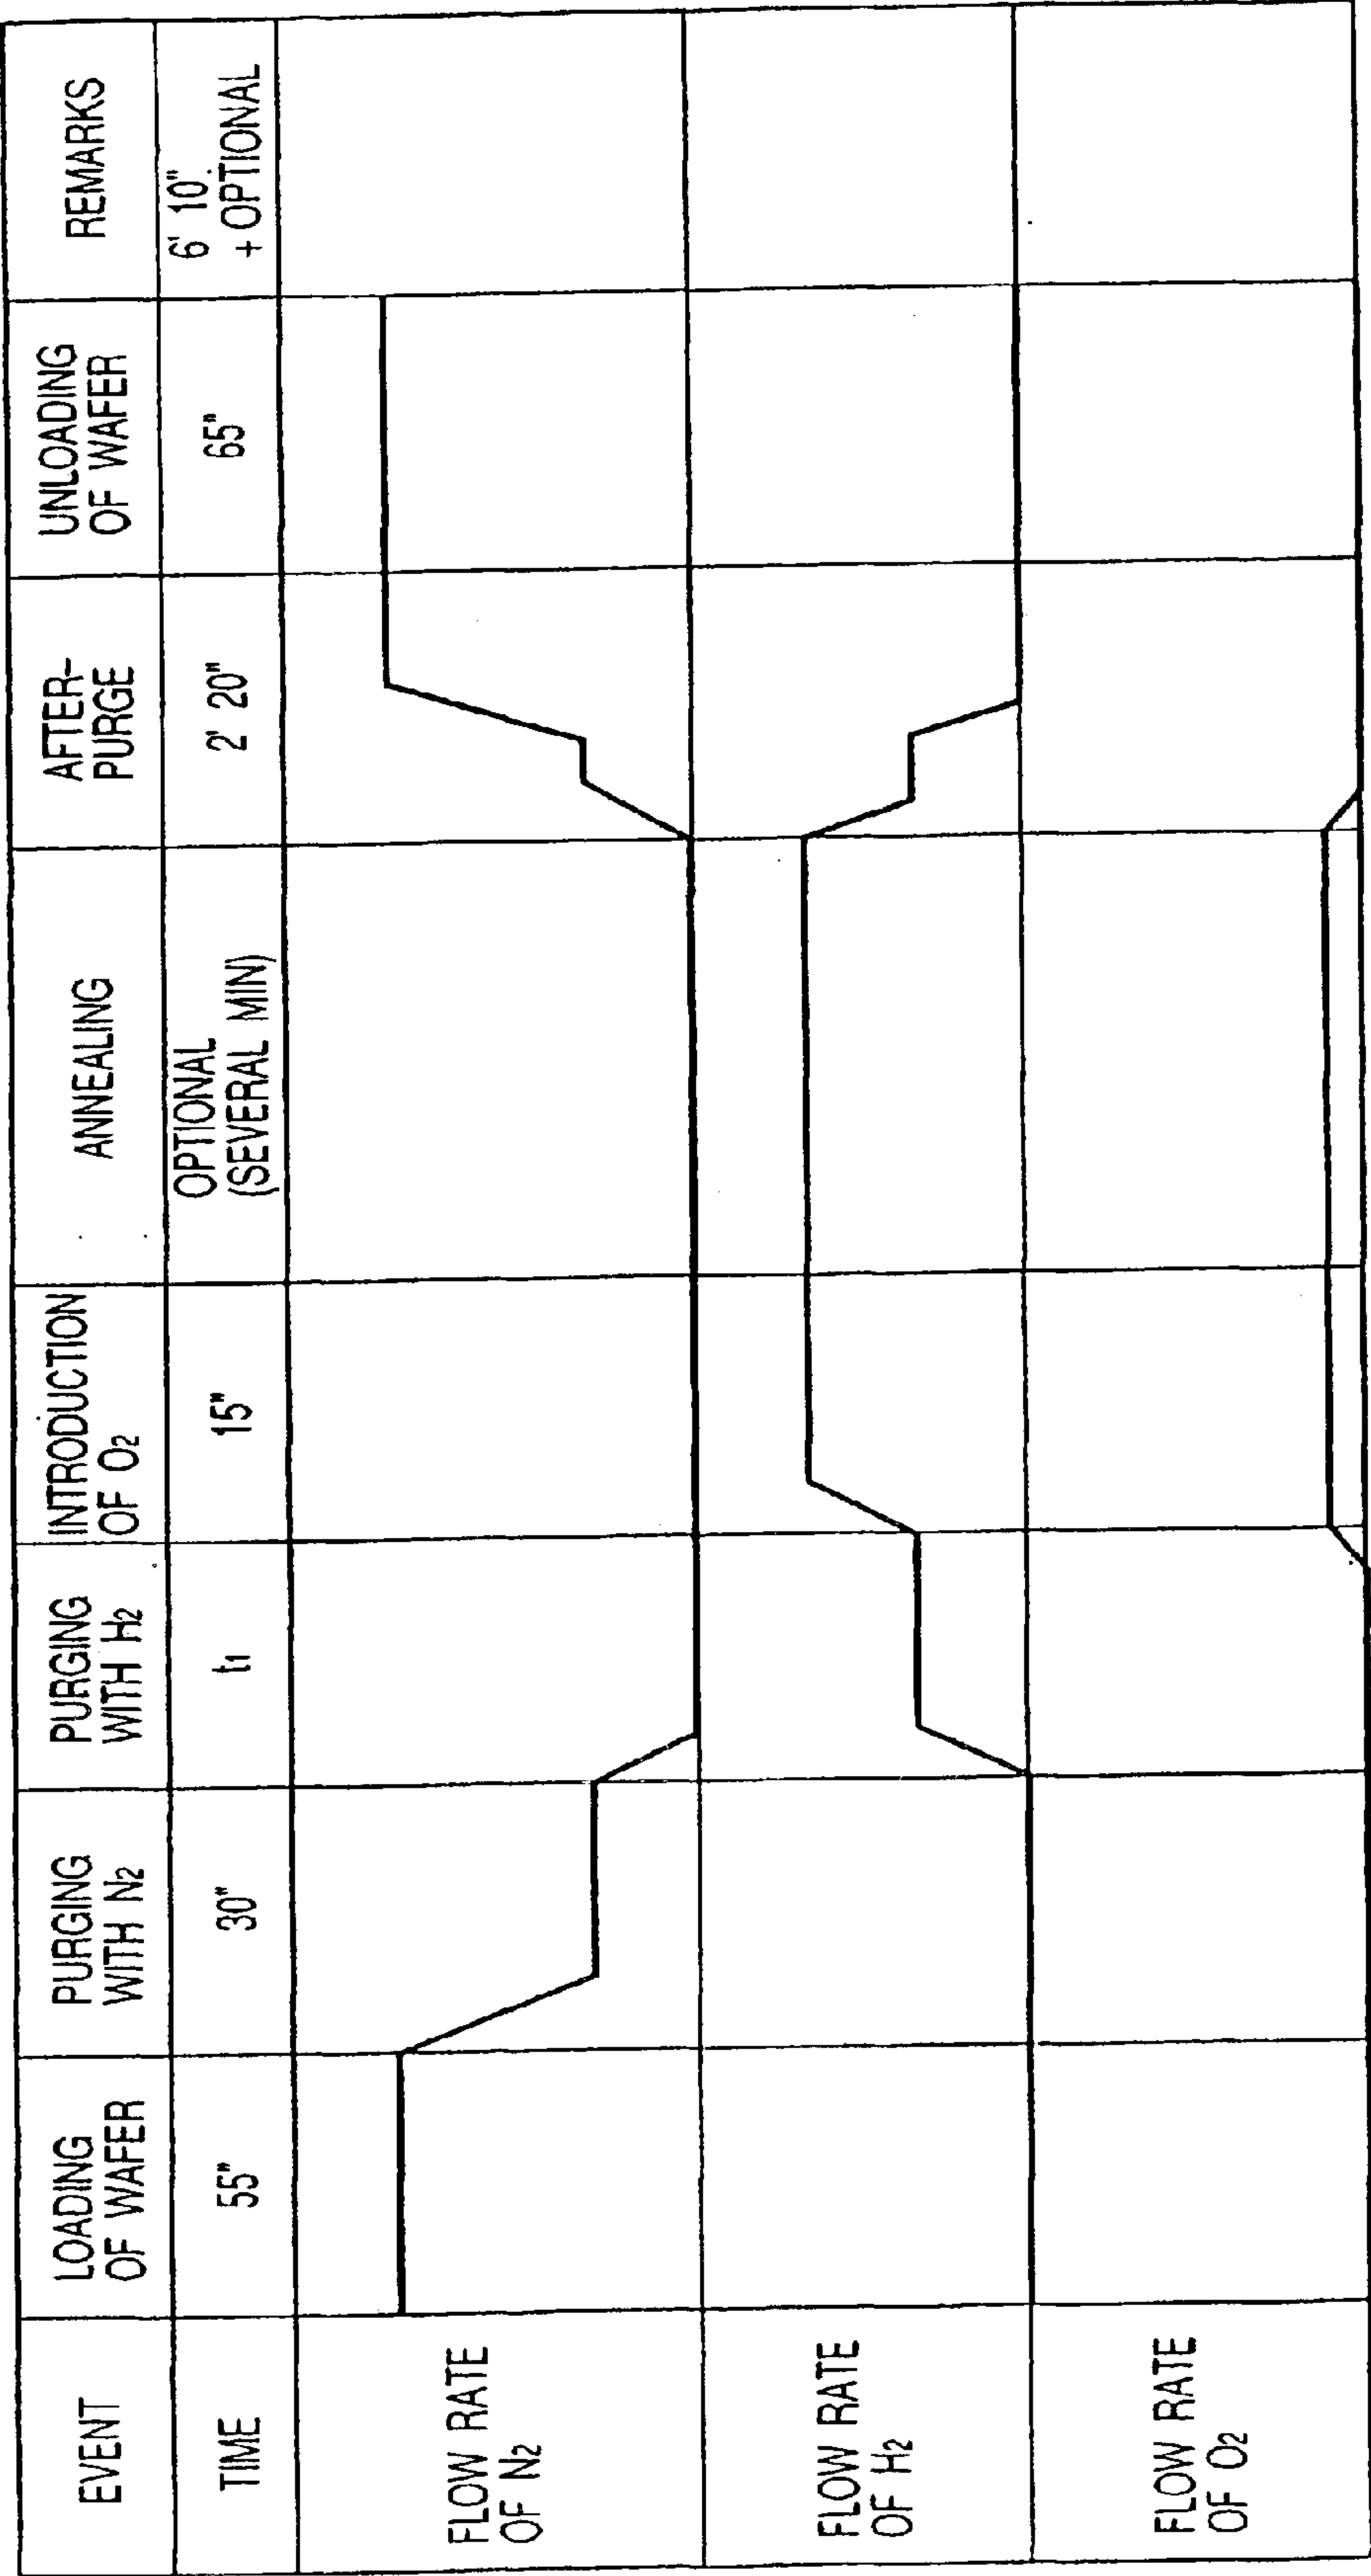 EVENT
LOADING
OF WAFER
PURGING
WITH N2
PURGING
WITH H2
INTRODUCTION
OF O2
ANNEALING
AFTER-
PURGE
UNLOADING
OF WAFER
REMARKS
TIME
55"
30"
t1
15"
OPTIONAL
(SEVERAL MIN)
2' 20"
65"
6' 10"
+ OPTIONAL
FLOW RATE
OF N2
FLOW RATE
OF H2
FLOW RATE
OF O2